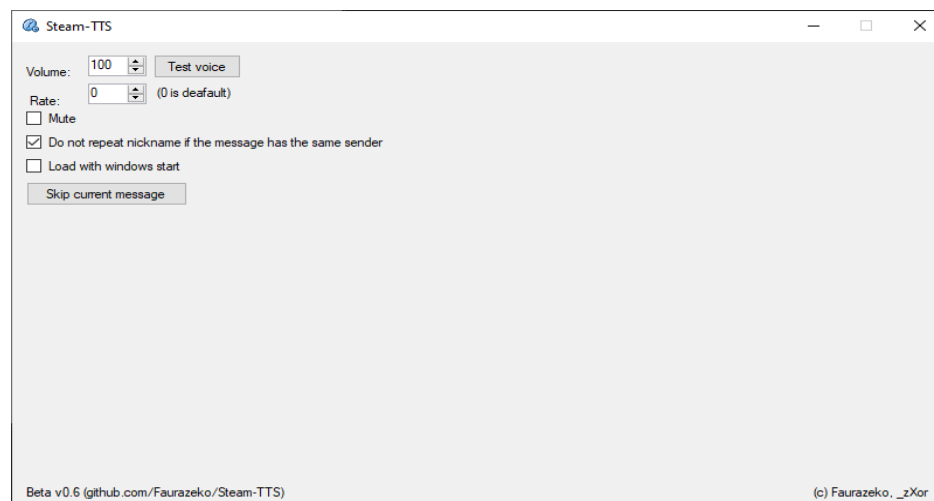 Steam-TTS
Volume: 100 Test voice
Rate: 0 (0 is deafault)
Mute
Do not repeat nickname if the message has the same sender
Load with windows start
Skip current message
Beta v0.6 (github.com/Faurazeko/Steam-TTS) (c) Faurazeko, _zXor